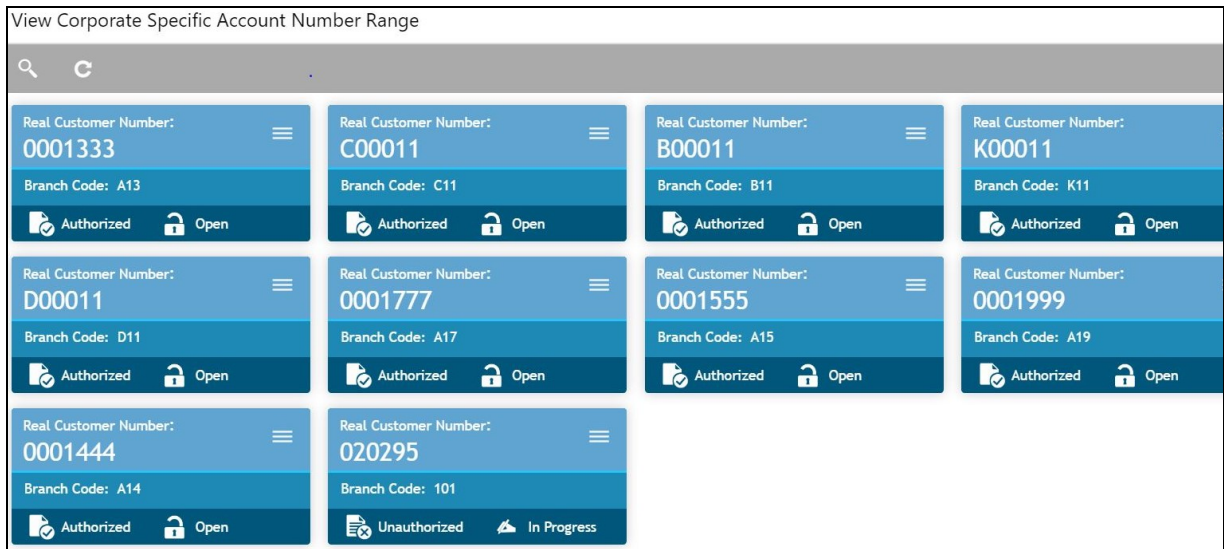 View Corporate Specific Account Number Range
Real Customer Number:
0001333
Branch Code: A13
Authorized Open
Real Customer Number:
C00011
Branch Code: C11
Authorized Open
Real Customer Number:
B00011
Branch Code: B11
Authorized Open
Real Customer Number:
K00011
Branch Code: K11
Authorized Open
Real Customer Number:
D00011
Branch Code: D11
Authorized Open
Real Customer Number:
0001777
Branch Code: A17
Authorized Open
Real Customer Number:
0001555
Branch Code: A15
Authorized Open
Real Customer Number:
0001999
Branch Code: A19
Authorized Open
Real Customer Number:
0001444
Branch Code: A14
Authorized Open
Real Customer Number:
020295
Branch Code: 101
Unauthorized In Progress